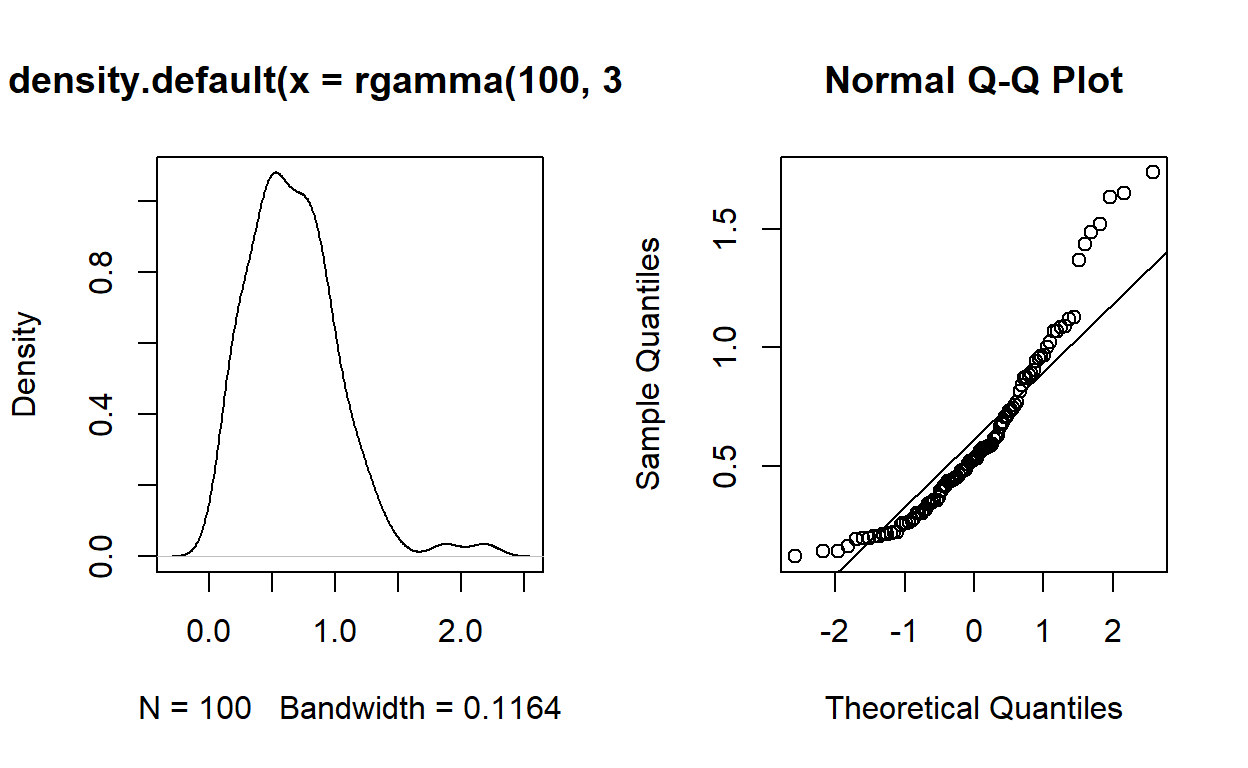 density.default(x = rgamma(100, 3
Density
0.0
0.4
0.8
0.0
1.0
2.0
N = 100   Bandwidth = 0.1164
Normal Q-Q Plot
Sample Quantiles
0.5
1.0
1.5
-2
-1
0
1
2
Theoretical Quantiles